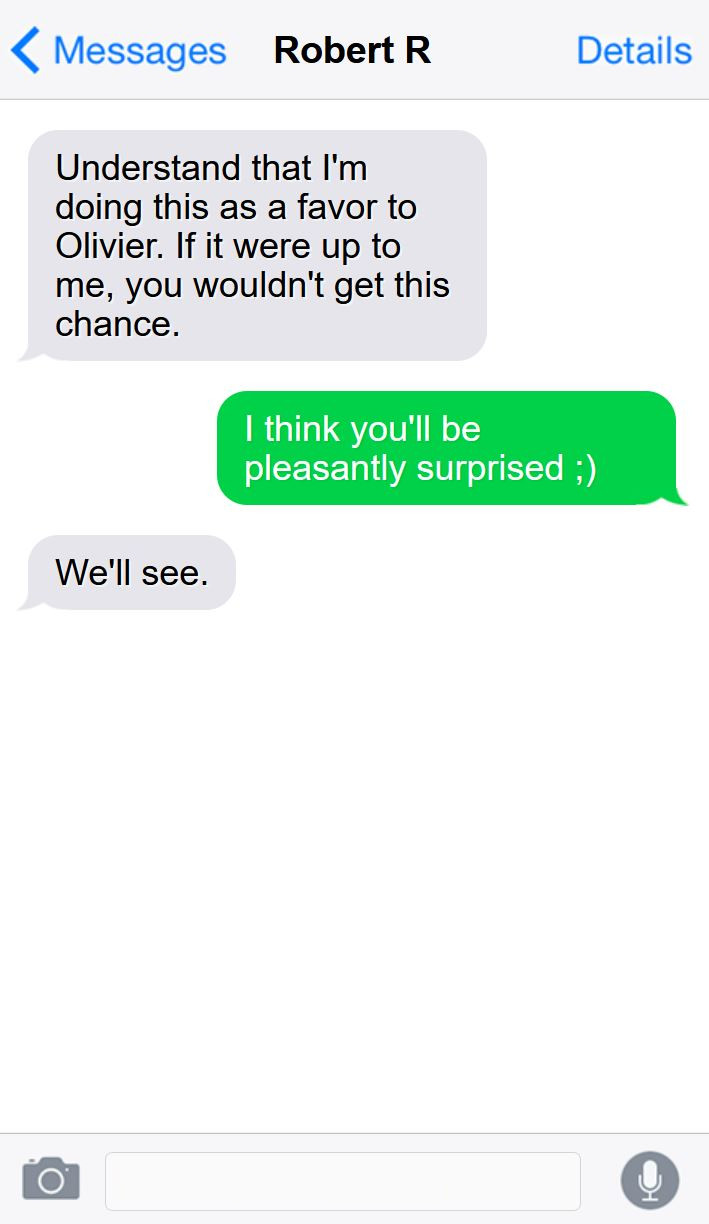 Messages Robert R Details
Understand that I'm
doing this as a favor to
Olivier. If it were up to
me, you wouldn't get this
chance.
I think you'll be
pleasantly surprised ;)
We'll see.